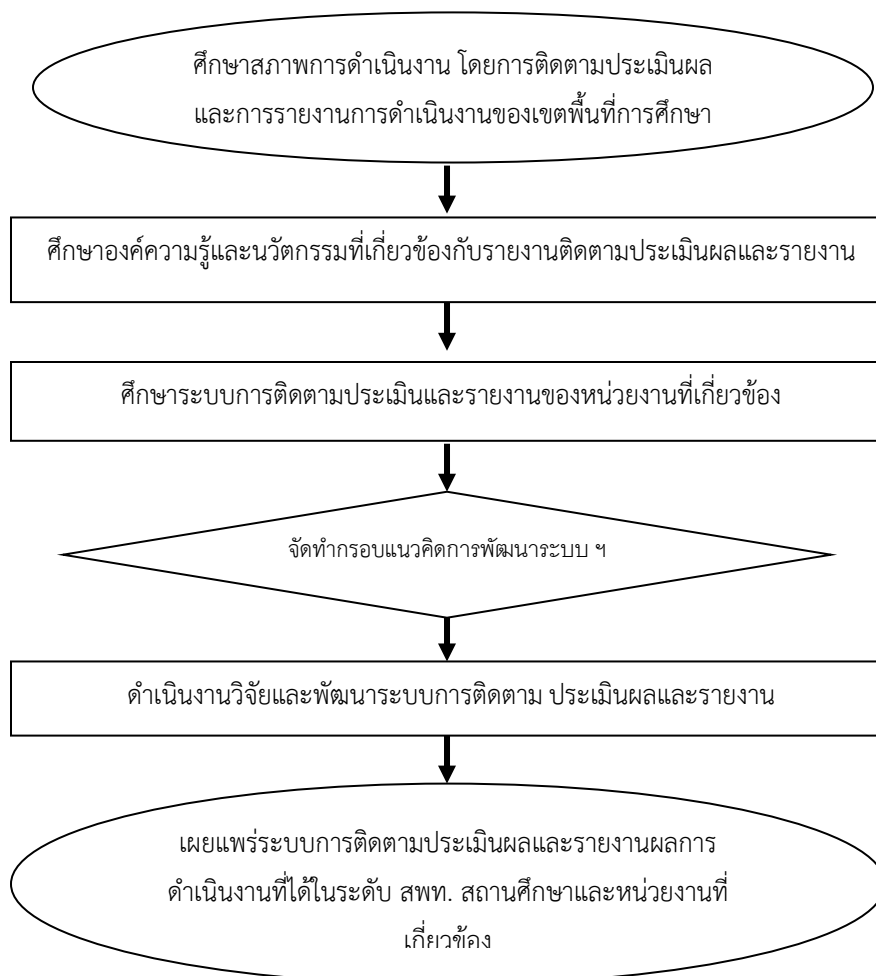 ศึกษาสภาพการดำเนินงาน โดยการติดตามประเมินผล
และการรายงานการดำเนินงานของเขตพื้นที่การศึกษา
ศึกษาองค์ความรู้และนวัตกรรมที่เกี่ยวข้องกับรายงานติดตามประเมินผลและรายงาน
ศึกษาระบบการติดตามประเมินและรายงานของหน่วยงานที่เกี่ยวข้อง
จัดทำกรอบแนวคิดการพัฒนาระบบ ฯ
ดำเนินงานวิจัยและพัฒนาระบบการติดตาม ประเมินผลและรายงาน
เผยแพร่ระบบการติดตามประเมินผลและรายงานผลการ
ดำเนินงานที่ได้ในระดับ สพท. สถานศึกษาและหน่วยงานที่
เกี่ยวข้อง